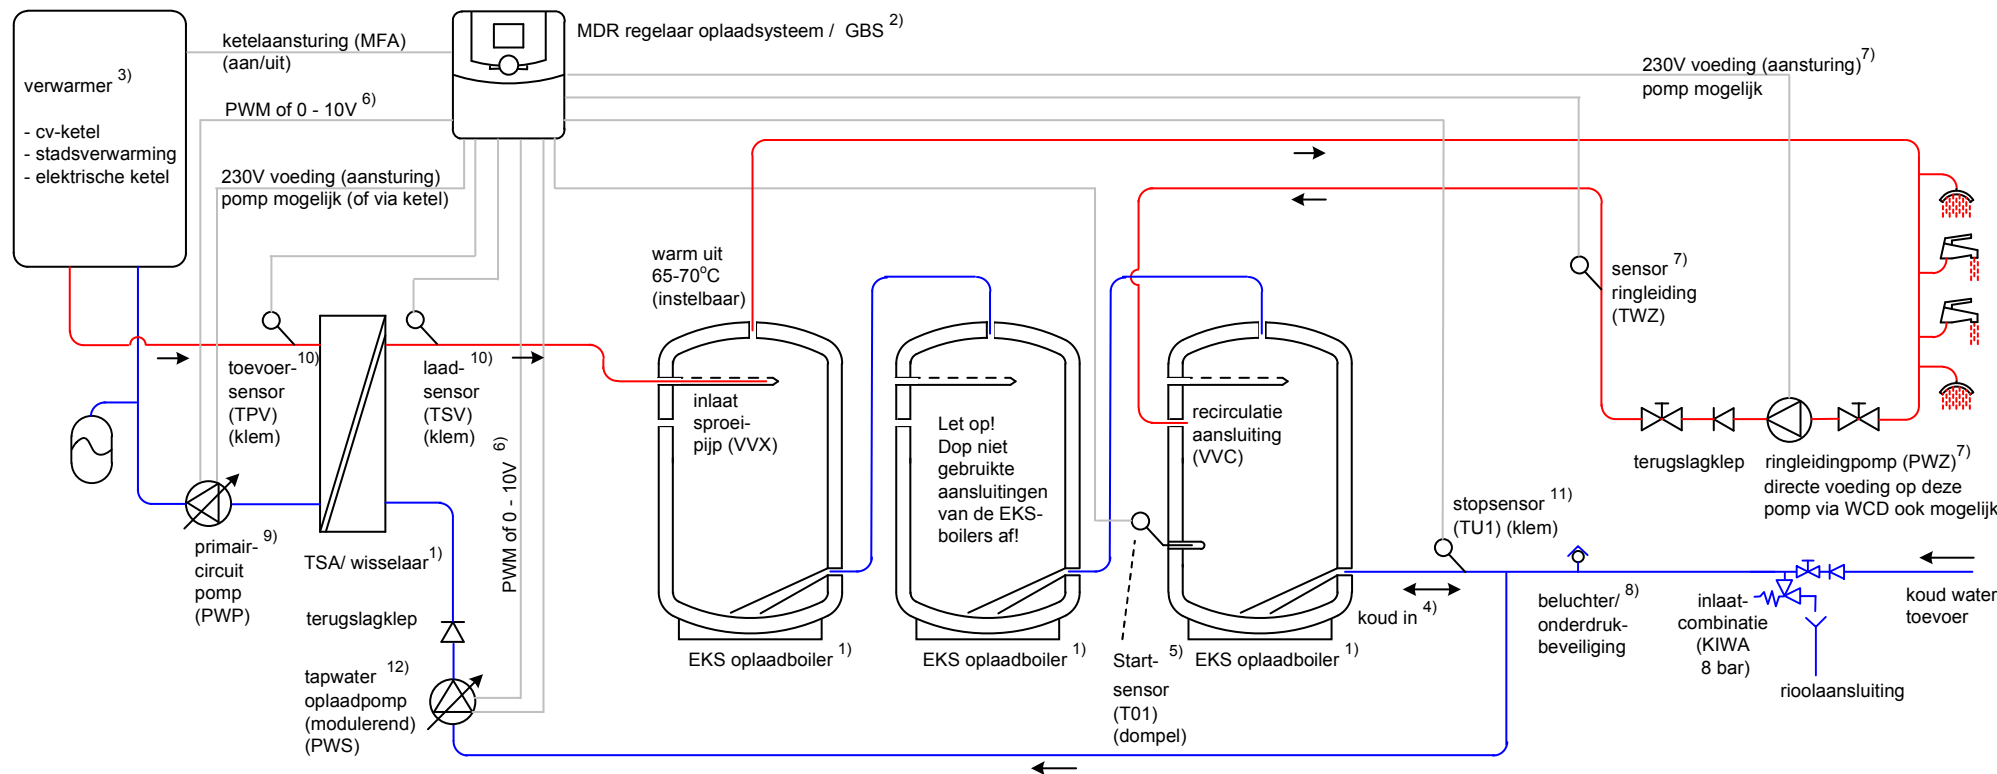 MDR regelaar oplaadsysteem / GBS 2)
ketelaansturing (MFA)
(aan/uit)
verwarmer 3)
- cv-ketel
- stadsverwarming
- elektrische ketel
PWM of 0 - 10V 6)
230V voeding (aansturing)
pomp mogelijk (of via ketel)
230V voeding (aansturing) 7)
pomp mogelijk
warm uit
65-70°C
(instelbaar)
sensor 7)
ringleiding
(TWZ)
toevoer- 10)
sensor
(TPV)
(klem)
laad- 10)
sensor
(TSV)
(klem)
inlaat
sproei-
pijp (VVX)
Let op!
Dop niet
gebruikte
aansluitingen
van de EKS-
boilers af!
recirculatie
aansluiting
(VVC)
terugslagklep
ringleidingpomp (PWZ) 7)
directe voeding op deze
pomp via WCD ook mogelijk
stopsensor 11)
(TU1) (klem)
PWM of 0 - 10V 6)
primair- 9)
circuit
pomp
(PWP)
TSA/ wisselaar 1)
terugslagklep
tapwater 12)
oplaadpomp
(modulerend)
(PWS)
EKS oplaadboiler 1)
EKS oplaadboiler 1)
EKS oplaadboiler 1)
Start- 5)
sensor
(T01)
(dompel)
koud in 4)
beluchter/ 8)
onderdruk-
beveiliging
inlaat-
combinatie
(KIWA
8 bar)
koud water
toevoer
rioolaansluiting